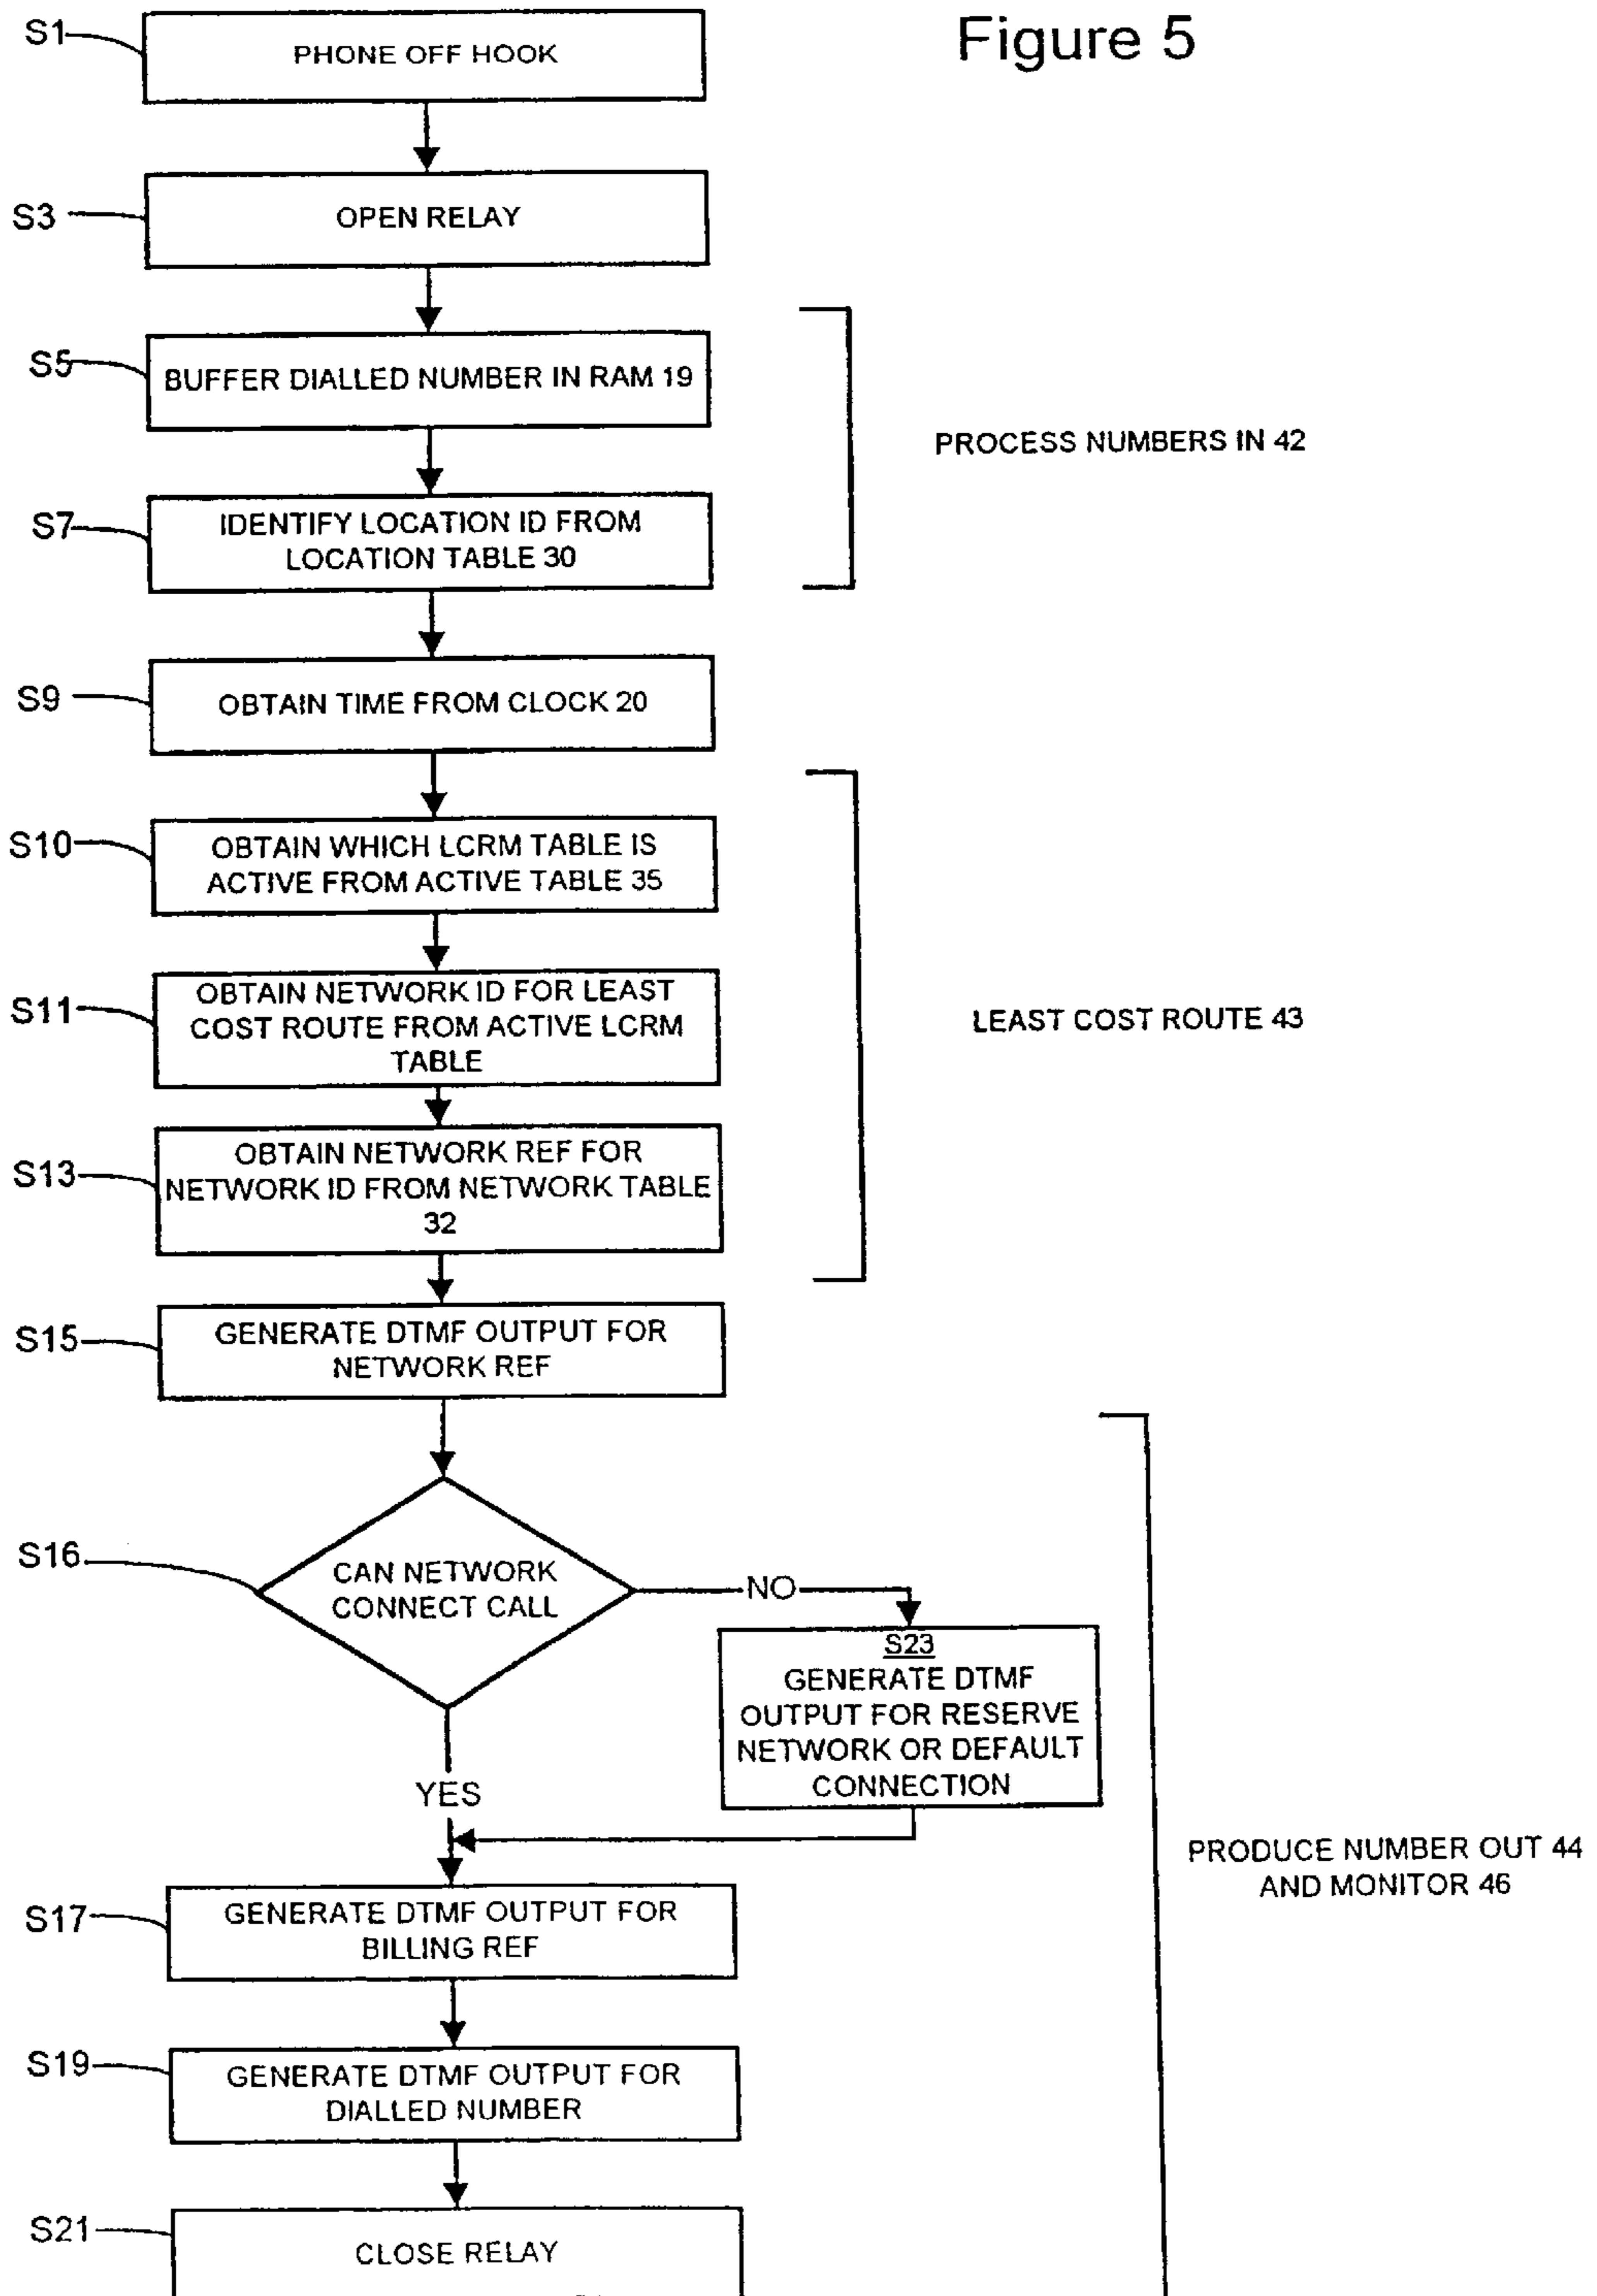 Figure 5
S1
PHONE OFF HOOK
S3
OPEN RELAY
S5
BUFFER DIALLED NUMBER IN RAM 19
PROCESS NUMBERS IN 42
S7
IDENTIFY LOCATION ID FROM
LOCATION TABLE 30
S9
OBTAIN TIME FROM CLOCK 20
S10
OBTAIN WHICH LCRM TABLE IS
ACTIVE FROM ACTIVE TABLE 35
S11
OBTAIN NETWORK ID FOR LEAST
COST ROUTE FROM ACTIVE LCRM
TABLE
LEAST COST ROUTE 43
S13
OBTAIN NETWORK REF FOR
NETWORK ID FROM NETWORK TABLE
32
S15
GENERATE DTMF OUTPUT FOR
NETWORK REF
S16
CAN NETWORK
CONNECT CALL
NO
S23
GENERATE DTMF
OUTPUT FOR RESERVE
NETWORK OR DEFAULT
CONNECTION
YES
PRODUCE NUMBER OUT 44
AND MONITOR 46
S17
GENERATE DTMF OUTPUT FOR
BILLING REF
S19
GENERATE DTMF OUTPUT FOR
DIALLED NUMBER
S21
CLOSE RELAY